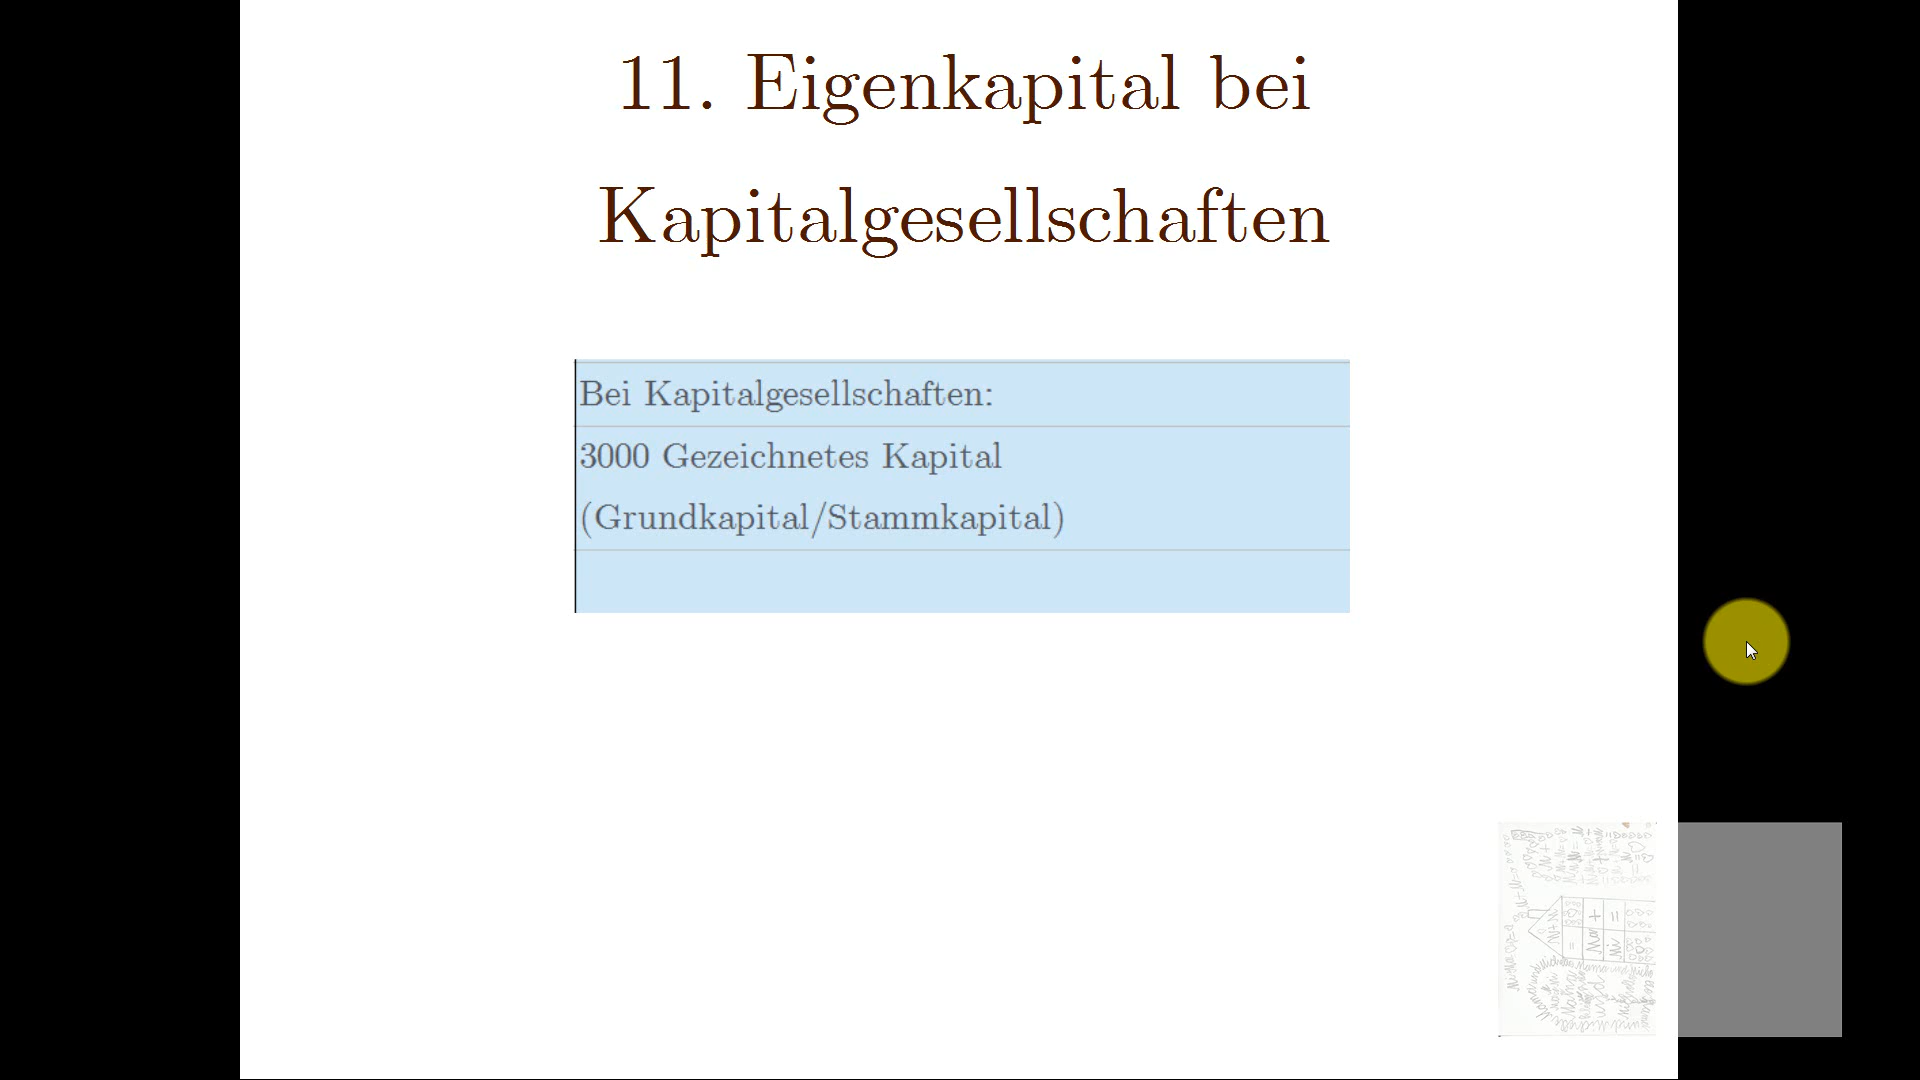 11. Eigenkapital bei
Kapitalgesellschaften
Bei Kapitalgesellschaften:
3000 Gezeichnetes Kapital
(Grundkapital/Stammkapital)